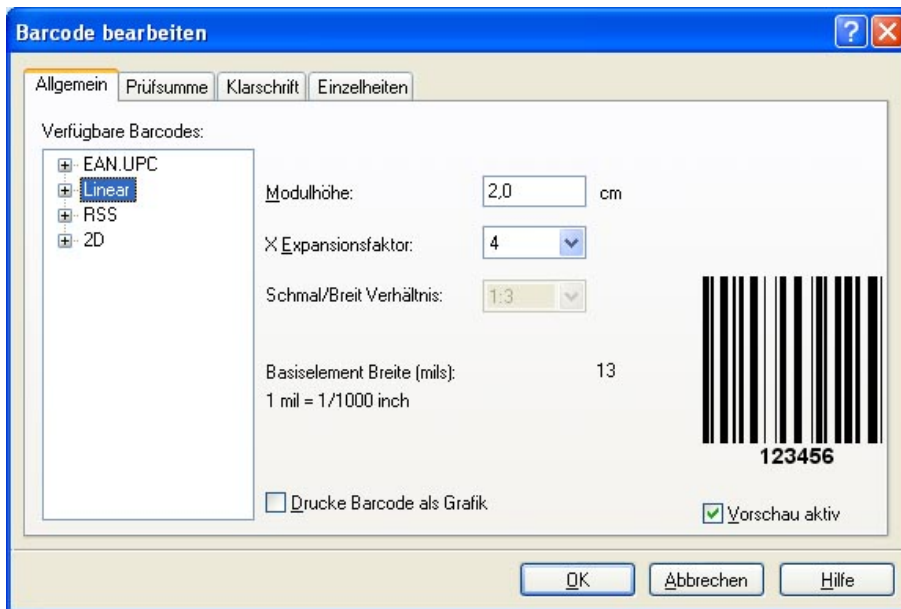 Barcode bearbeiten
Allgemein Prüfsumme Klarschrift Einzelheiten
Verfügbare Barcodes:
EAN.UPC
Linear
RSS
2D
Modulhöhe: 2,0 cm
X Expansionsfaktor: 4
Schmal/Breit Verhältnis: 1:3
Basiselement Breite (mils): 13
1 mil = 1/1000 inch
123456
Drucke Barcode als Grafik
Vorschau aktiv
OK Abbrechen Hilfe